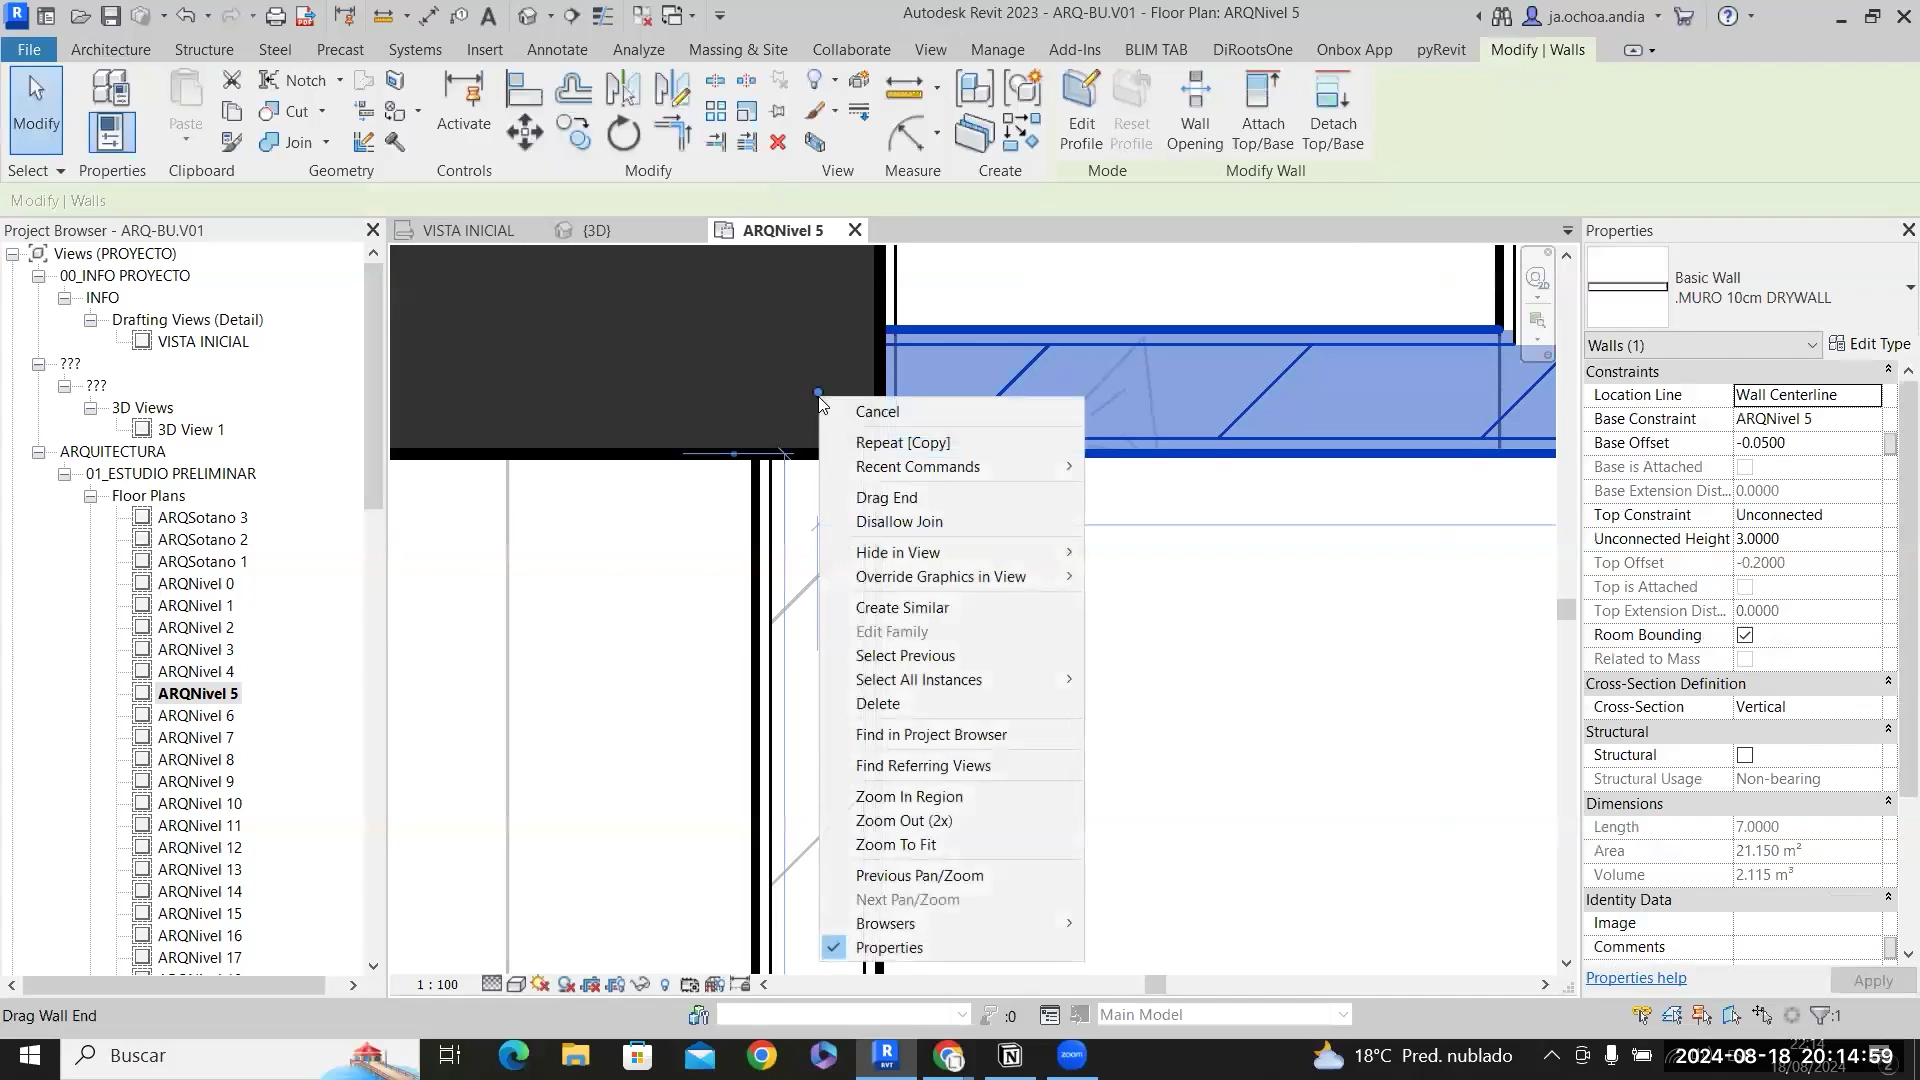 Autodesk Revit 2023 - ARQ-BU.V01 - Floor Plan: ARQNivel 5
ja.ochoa.andia
File Architecture Structure Steel Precast Systems Insert Annotate Analyze Massing & Site Collaborate View Manage Add-Ins BLIM TAB DiRootsOne Onbox App pyRevit Modify | Walls
Modify
Paste
Notch
Cut
Join
Activate
Edit Profile
Reset Profile
Wall Opening
Attach Top/Base
Detach Top/Base
Select Properties Clipboard Geometry Controls Modify View Measure Create Mode Modify Wall
Modify | Walls
Project Browser - ARQ-BU.V01
Views (PROYECTO)
00_INFO PROYECTO
INFO
Drafting Views (Detail)
VISTA INICIAL
???
???
3D Views
3D View 1
ARQUITECTURA
01_ESTUDIO PRELIMINAR
Floor Plans
ARQSotano 3
ARQSotano 2
ARQSotano 1
ARQNivel 0
ARQNivel 1
ARQNivel 2
ARQNivel 3
ARQNivel 4
ARQNivel 5
ARQNivel 6
ARQNivel 7
ARQNivel 8
ARQNivel 9
ARQNivel 10
ARQNivel 11
ARQNivel 12
ARQNivel 13
ARQNivel 14
ARQNivel 15
ARQNivel 16
ARQNivel 17
VISTA INICIAL
{3D}
ARQNivel 5
2D
Cancel
Repeat [Copy]
Recent Commands
Drag End
Disallow Join
Hide in View
Override Graphics in View
Create Similar
Edit Family
Select Previous
Select All Instances
Delete
Find in Project Browser
Find Referring Views
Zoom In Region
Zoom Out (2x)
Zoom To Fit
Previous Pan/Zoom
Next Pan/Zoom
Browsers
Properties
1 : 100
Properties
Basic Wall
.MURO 10cm DRYWALL
Walls (1)
Edit Type
Constraints
Location Line Wall Centerline
Base Constraint ARQNivel 5
Base Offset -0.0500
Base is Attached
Base Extension Dist... 0.0000
Top Constraint Unconnected
Unconnected Height 3.0000
Top Offset -0.2000
Top is Attached
Top Extension Dist... 0.0000
Room Bounding
Related to Mass
Cross-Section Definition
Cross-Section Vertical
Structural
Structural
Structural Usage Non-bearing
Dimensions
Length 7.0000
Area 21.150 m²
Volume 2.115 m³
Identity Data
Image
Comments
Properties help
Apply
Drag Wall End
:0
Main Model
:1
Buscar
R
RVT
zoom
18°C Pred. nublado
22:14
18/08/2024
2024-08-18 20:14:59